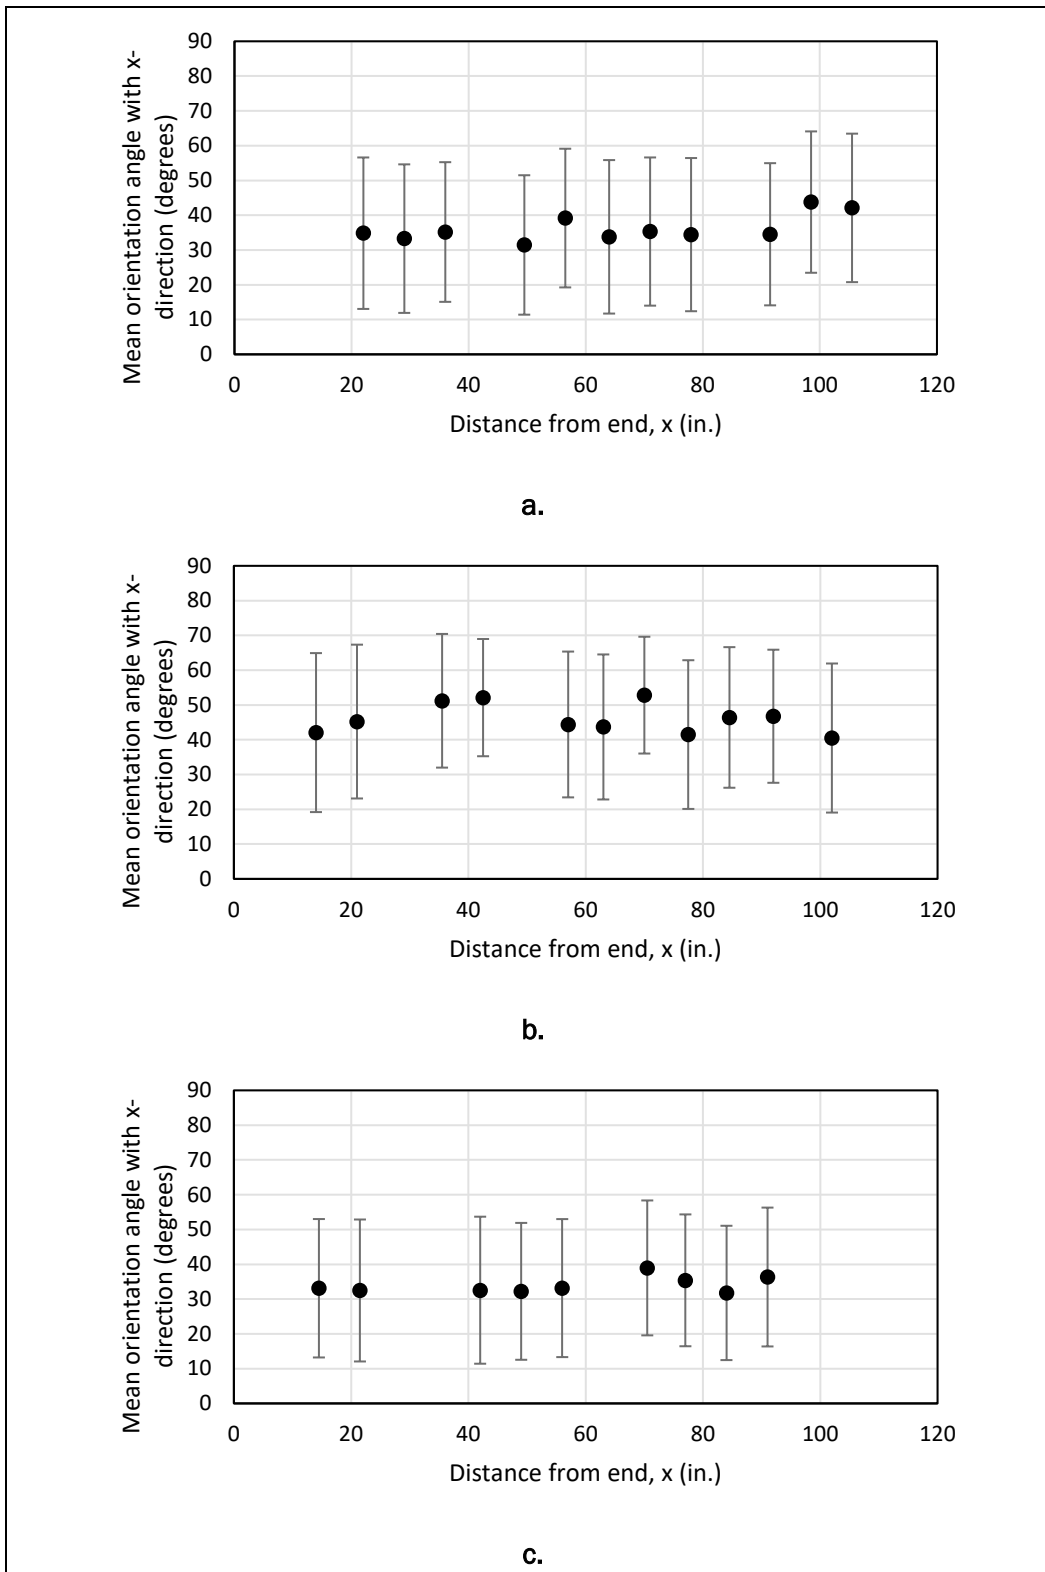 Mean orientation angle with x-
direction (degrees)
90
80
70
60
50
40
30
20
10
0
0 20 40 60 80 100 120
Distance from end, x (in.)
a.
Mean orientation angle with x-
direction (degrees)
90
80
70
60
50
40
30
20
10
0
0 20 40 60 80 100 120
Distance from end, x (in.)
b.
Mean orientation angle with x-
direction (degrees)
90
80
70
60
50
40
30
20
10
0
0 20 40 60 80 100 120
Distance from end, x (in.)
c.